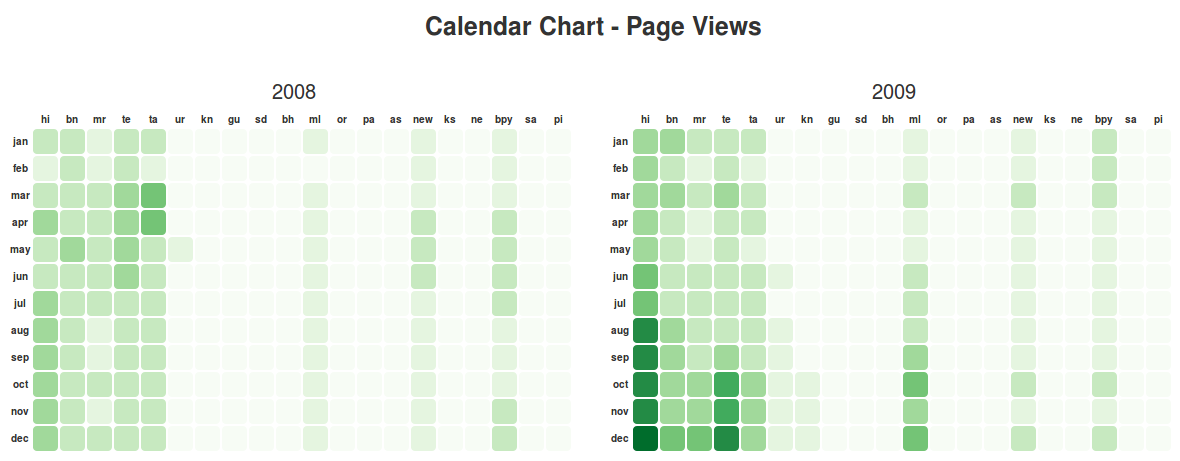 Calendar Chart - Page Views
2008
hi bn mr te ta ur kn gu sd bh ml or pa as new ks ne bpy sa pi
jan
feb
mar
apr
may
jun
jul
aug
sep
oct
nov
dec
2009
hi bn mr te ta ur kn gu sd bh ml or pa as new ks ne bpy sa pi
jan
feb
mar
apr
may
jun
jul
aug
sep
oct
nov
dec